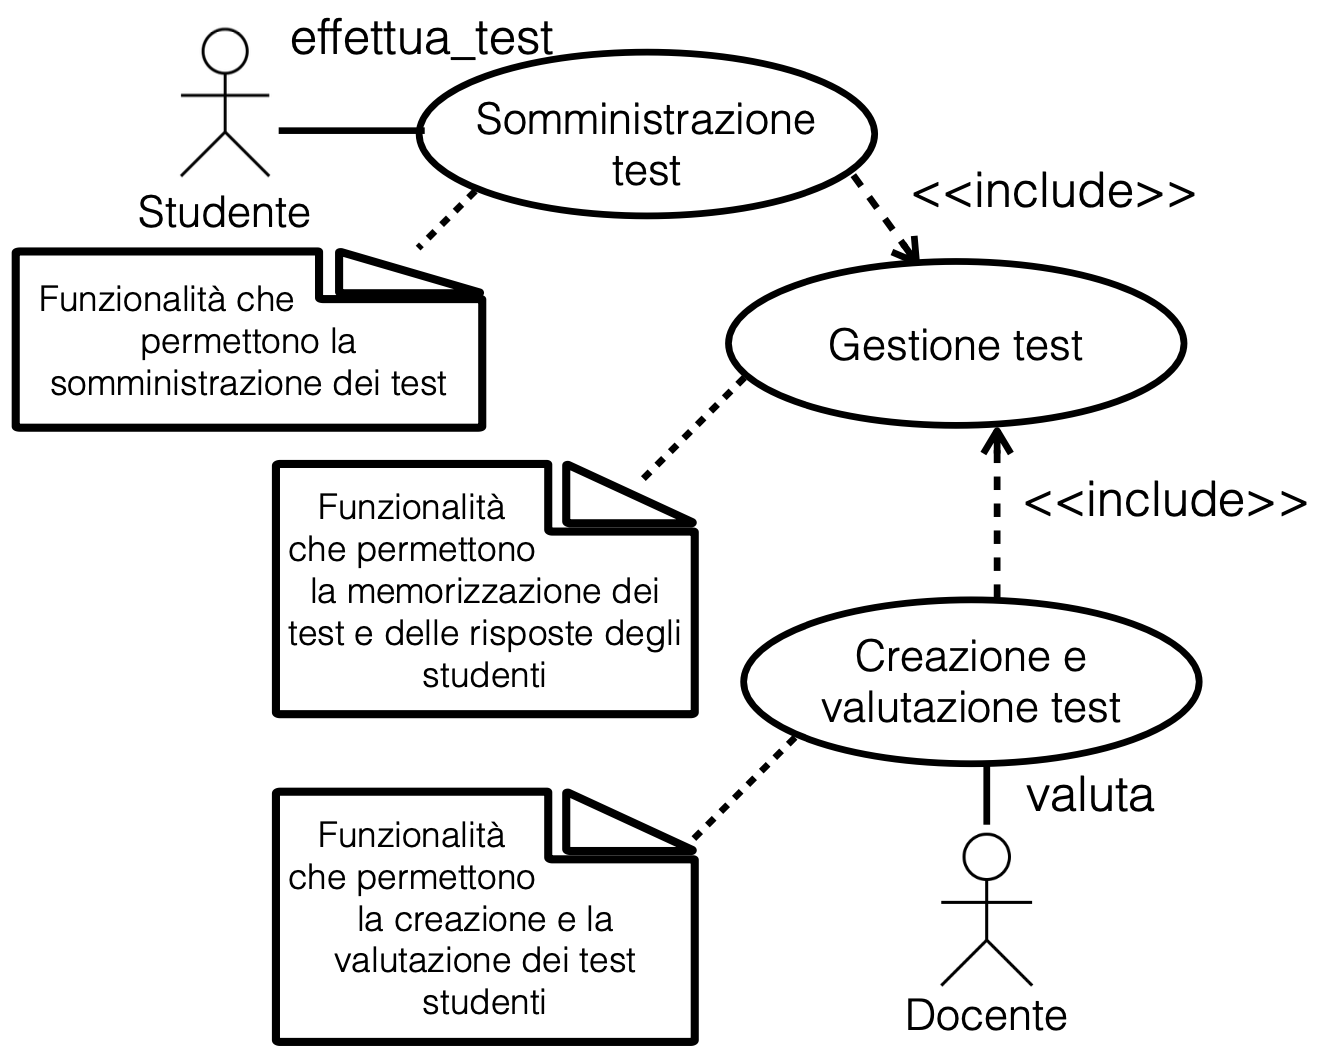 effettua_test
Somministrazione
test
Studente
<<include>>
Funzionalità che
permettono la
somministrazione dei test
Gestione test
<<include>>
Funzionalità
che permettono
la memorizzazione dei
test e delle risposte degli
studenti
Creazione e
valutazione test
valuta
Funzionalità
che permettono
la creazione e la
valutazione dei test
studenti
Docente